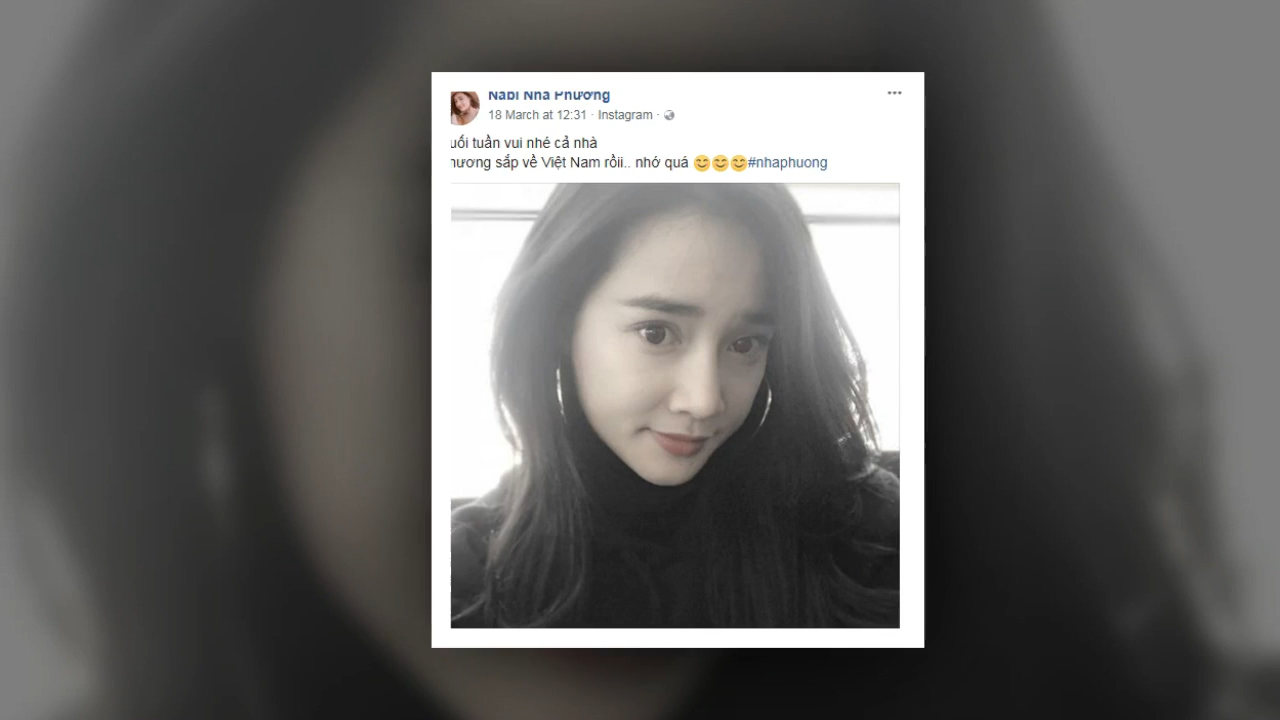 Nabi Nha Phương
18 March at 12:31 · Instagram ·
uối tuần vui nhé cả nhà
hương sắp về Việt Nam rồii.. nhớ quá 😊😊😊#nhaphuong